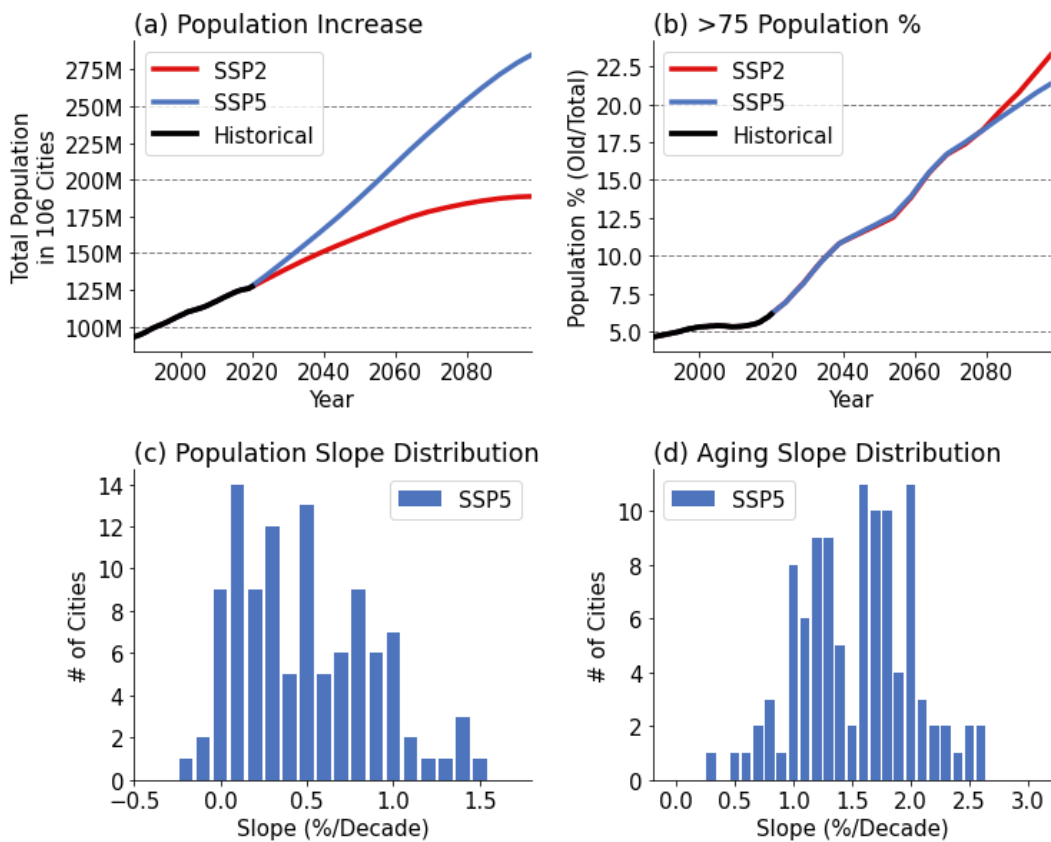 (a) Population Increase
Total Population
in 106 Cities
275M
250M
225M
200M
175M
150M
125M
100M
SSP2
SSP5
Historical
2000 2020 2040 2060 2080
Year
(b) >75 Population %
Population % (Old/Total)
22.5
20.0
17.5
15.0
12.5
10.0
7.5
5.0
SSP2
SSP5
Historical
2000 2020 2040 2060 2080
Year
(c) Population Slope Distribution
# of Cities
14
12
10
8
6
4
2
0
SSP5
−0.5 0.0 0.5 1.0 1.5
Slope (%/Decade)
(d) Aging Slope Distribution
# of Cities
10
8
6
4
2
0
SSP5
0.0 0.5 1.0 1.5 2.0 2.5 3.0
Slope (%/Decade)